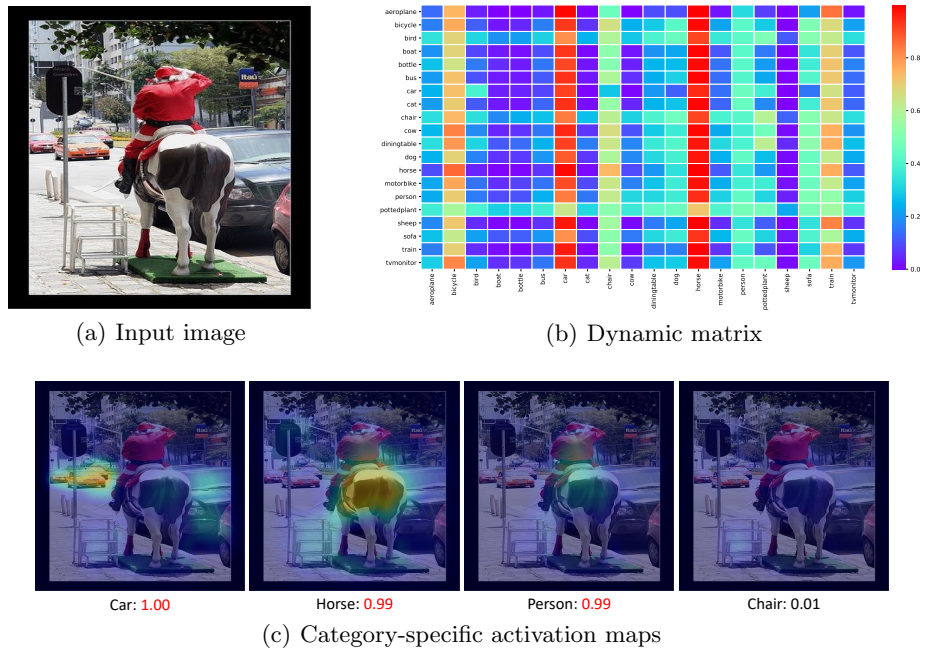 Itaú
(a) Input image
aeroplane
bicycle
bird
boat
bottle
bus
car
cat
chair
cow
diningtable
dog
horse
motorbike
person
pottedplant
sheep
sofa
train
tvmonitor
aeroplane
bicycle
bird
boat
bottle
bus
car
cat
chair
cow
diningtable
dog
horse
motorbike
person
pottedplant
sheep
sofa
train
tvmonitor
0.8
0.6
0.4
0.2
0.0
(b) Dynamic matrix
Car: 1.00
Horse: 0.99
Person: 0.99
Chair: 0.01
(c) Category-specific activation maps